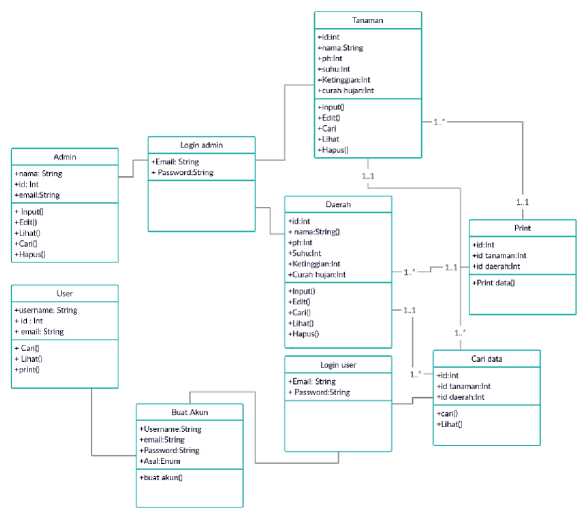 Tanaman
+id:int
+nama:String
+ph:Int
+suhu:Int
+Ketinggian:Int
+curah hujan:Int
+Input()
+Edit()
+Cari
+Lihat
+Hapus()
Login admin
+Email: String
+ Password:String
Admin
+nama: String
+id: Int
+email:String
+ Input()
+Edit()
+Lihat()
+Cari()
+Hapus()
Daerah
+id:int
+ nama:String()
+ph:Int
+Suhu:Int
+Ketinggian:Int
+Curah hujan:Int
+Input()
+Edit()
+Cari()
+Lihat()
+Hapus()
Print
+id:Int
+id tanaman:Int
+id daerah:Int
+Print data()
User
+username: String
+ id : Int
+ email: String
+ Cari()
+ Lihat()
+print()
Login user
+Email: String
+ Password:String
Cari data
+id:Int
+id tanaman:Int
+id daerah:Int
+cari()
+Lihat()
Buat Akun
+Username:String
+email:String
+Password:String
+Asal:Enum
+buat akun()
1..*
1..1
1..1
1..*
1..*
1..1
1..1
1..*